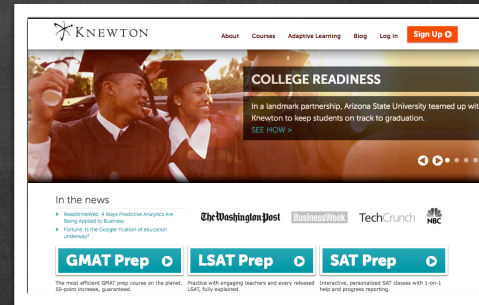 KNEWTON
About Courses Adaptive Learning Blog Log In Sign Up
COLLEGE READINESS
In a landmark partnership, Arizona State University teamed up wit
Knewton to keep students on track to graduation.
SEE HOW >
In the news
ReadWriteWeb: 4 Ways Predictive Analytics Are
Being Applied to Business
Fortune: Is the Google-fication of education
underway?
The Washington Post BusinessWeek TechCrunch NBC
GMAT Prep
The most efficient GMAT prep course on the planet.
50-point increase, guaranteed.
LSAT Prep
Practice with engaging teachers and every released
LSAT, fully explained.
SAT Prep
Interactive, personalized SAT classes with 1-on-1
help and progress reporting.